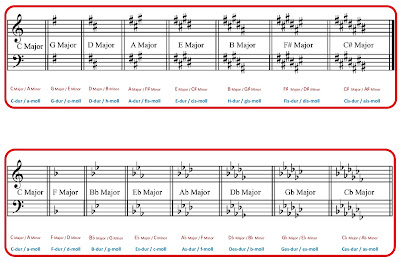 C Major G Major D Major A Major E Major B Major F# Major C# Major
C Major / A Minor G Major / E Minor D Major / B Minor A Major / F# Minor E Major / C# Minor B Major / G# Minor F# Major / D# Minor C# Major / A# Minor
C-dur / a-moll G-dur / e-moll D-dur / h-moll A-dur / fis-moll E-dur / cis-moll H-dur / gis-moll Fis-dur / dis-moll Cis-dur / ais-moll
C Major F Major Bb Major Eb Major Ab Major Db Major Gb Major Cb Major
C Major / A Minor F Major / D Minor Bb Major / G Minor Eb Major / C Minor Ab Major / F Minor Db Major / Bb Minor Gb Major / Eb Minor Cb Major / Ab Minor
C-dur / a-moll F-dur / d-moll B-dur / g-moll Es-dur / c-moll As-dur / f-moll Des-dur / b-moll Ges-dur / es-moll Ces-dur / as-moll